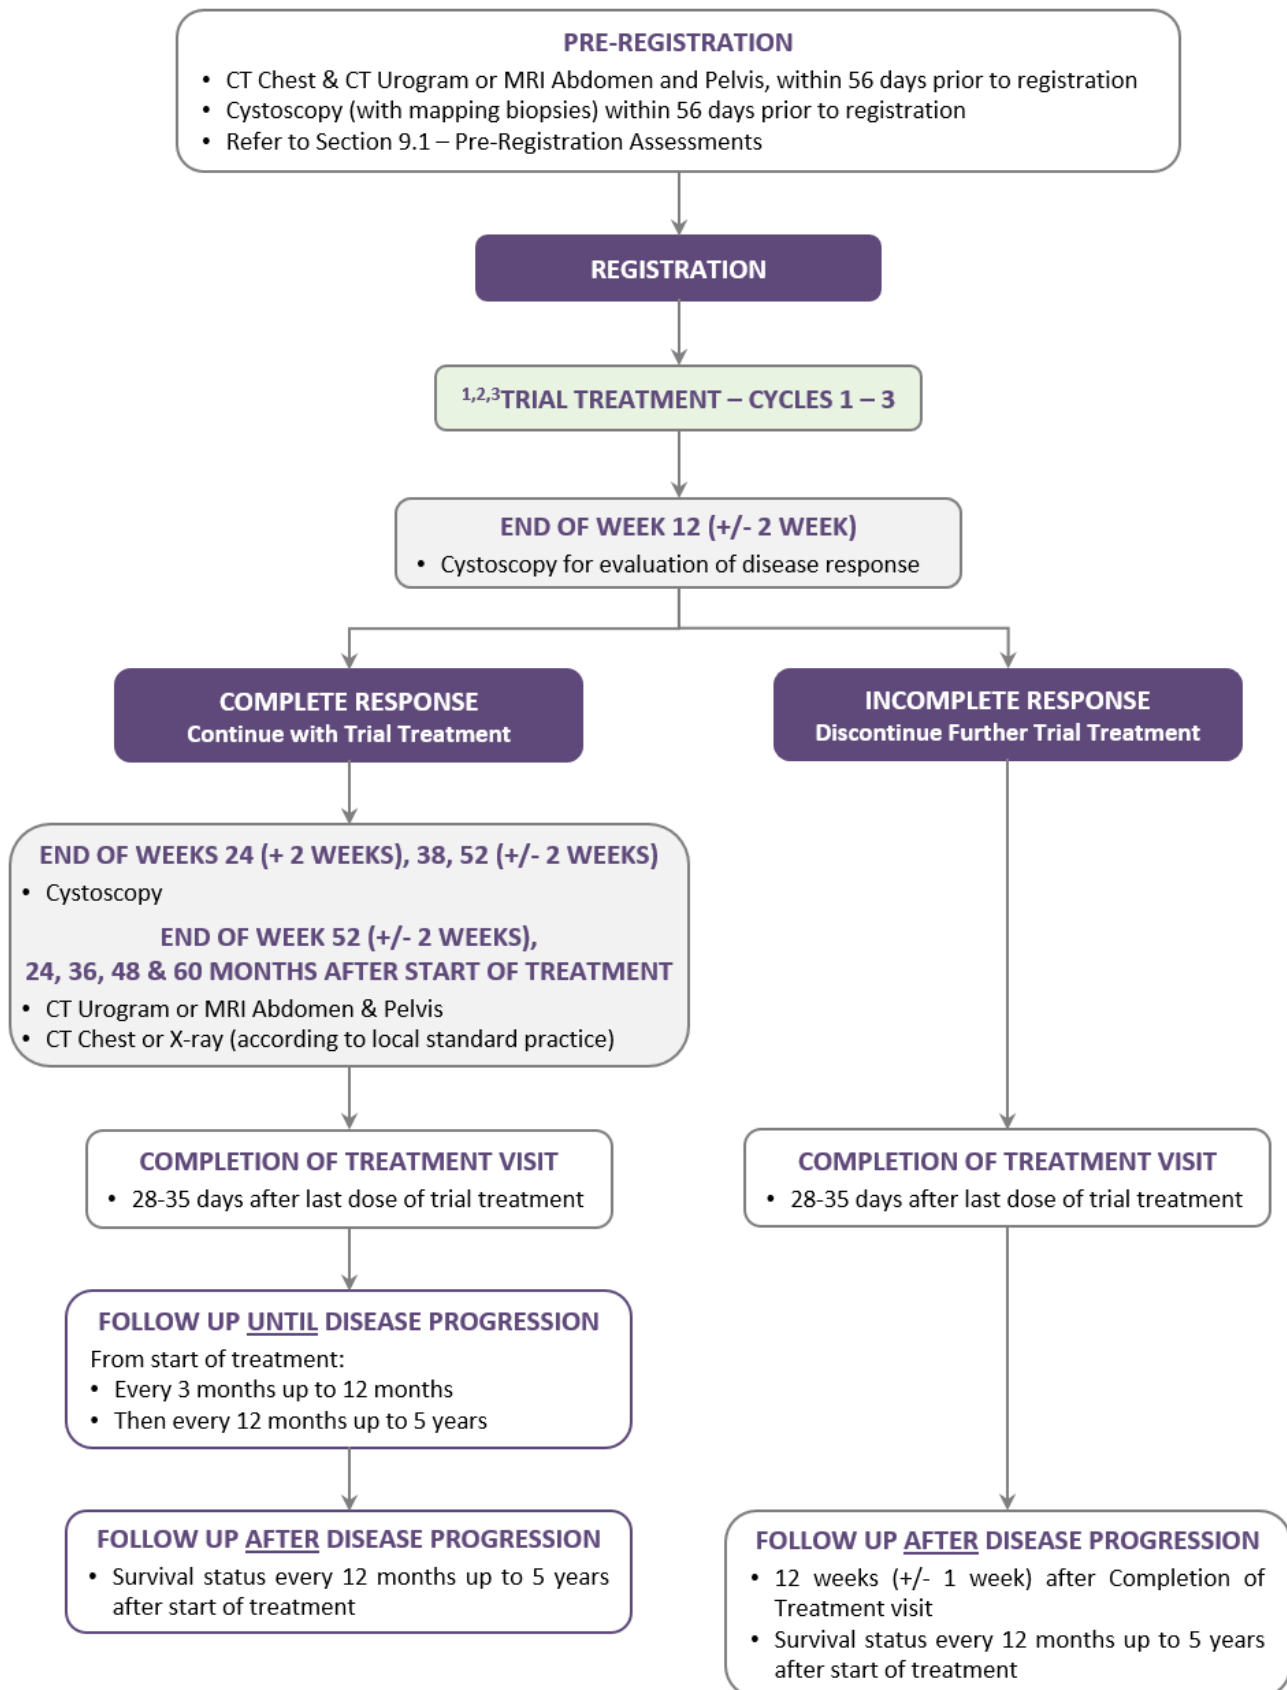 PRE-REGISTRATION
• CT Chest & CT Urogram or MRI Abdomen and Pelvis, within 56 days prior to registration
• Cystoscopy (with mapping biopsies) within 56 days prior to registration
• Refer to Section 9.1 – Pre-Registration Assessments
REGISTRATION
1,2,3TRIAL TREATMENT – CYCLES 1 – 3
END OF WEEK 12 (+/- 2 WEEK)
• Cystoscopy for evaluation of disease response
COMPLETE RESPONSE
Continue with Trial Treatment
INCOMPLETE RESPONSE
Discontinue Further Trial Treatment
END OF WEEKS 24 (+ 2 WEEKS), 38, 52 (+/- 2 WEEKS)
• Cystoscopy
END OF WEEK 52 (+/- 2 WEEKS),
24, 36, 48 & 60 MONTHS AFTER START OF TREATMENT
• CT Urogram or MRI Abdomen & Pelvis
• CT Chest or X-ray (according to local standard practice)
COMPLETION OF TREATMENT VISIT
• 28-35 days after last dose of trial treatment
COMPLETION OF TREATMENT VISIT
• 28-35 days after last dose of trial treatment
FOLLOW UP UNTIL DISEASE PROGRESSION
From start of treatment:
• Every 3 months up to 12 months
• Then every 12 months up to 5 years
FOLLOW UP AFTER DISEASE PROGRESSION
• Survival status every 12 months up to 5 years
after start of treatment
FOLLOW UP AFTER DISEASE PROGRESSION
• 12 weeks (+/- 1 week) after Completion of
Treatment visit
• Survival status every 12 months up to 5 years
after start of treatment